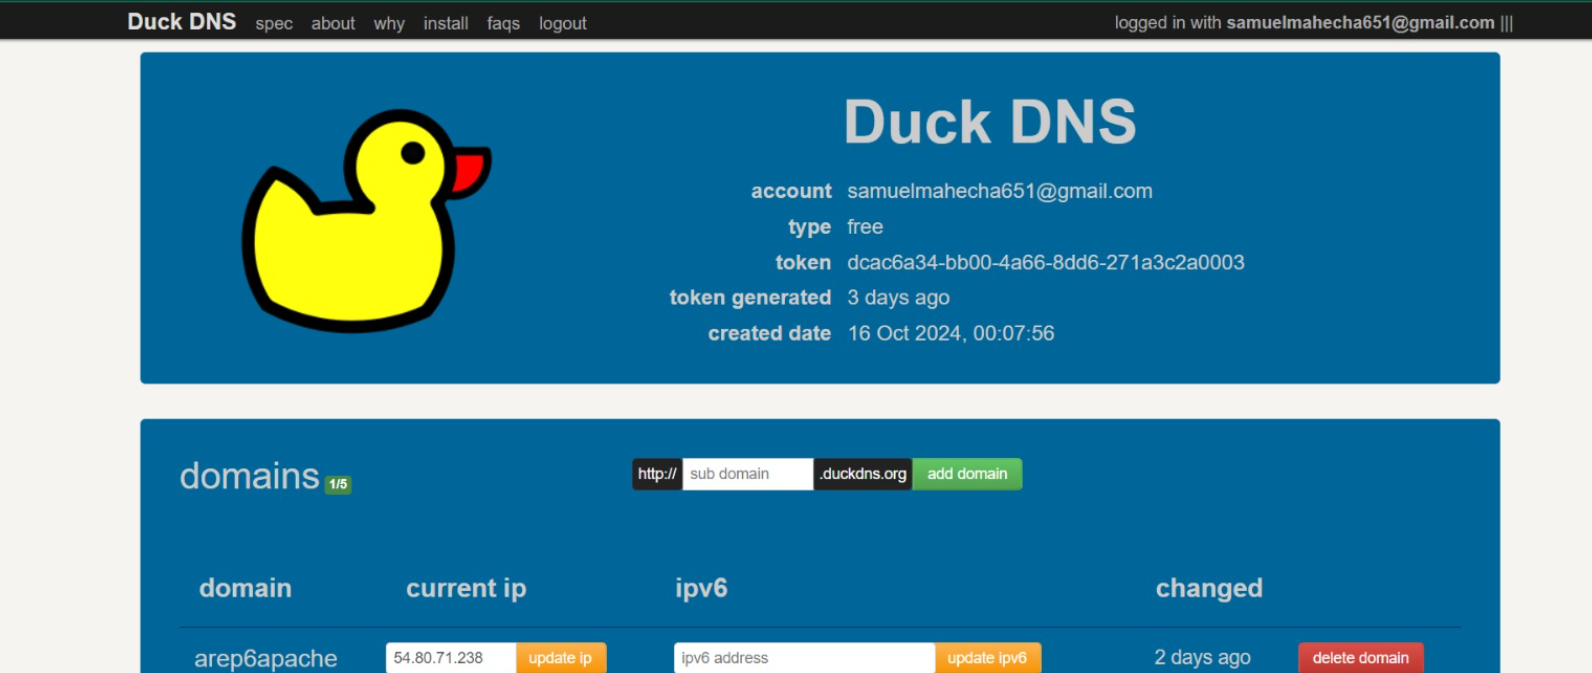 Duck DNS spec about why install faqs logout logged in with samuelmahecha651@gmail.com |||
Duck DNS
account samuelmahecha651@gmail.com
type free
token dcac6a34-bb00-4a66-8dd6-271a3c2a0003
token generated 3 days ago
created date 16 Oct 2024, 00:07:56
domains 1/5 http:// sub domain .duckdns.org add domain
domain current ip ipv6 changed
arep6apache 54.80.71.238 update ip ipv6 address update ipv6 2 days ago delete domain